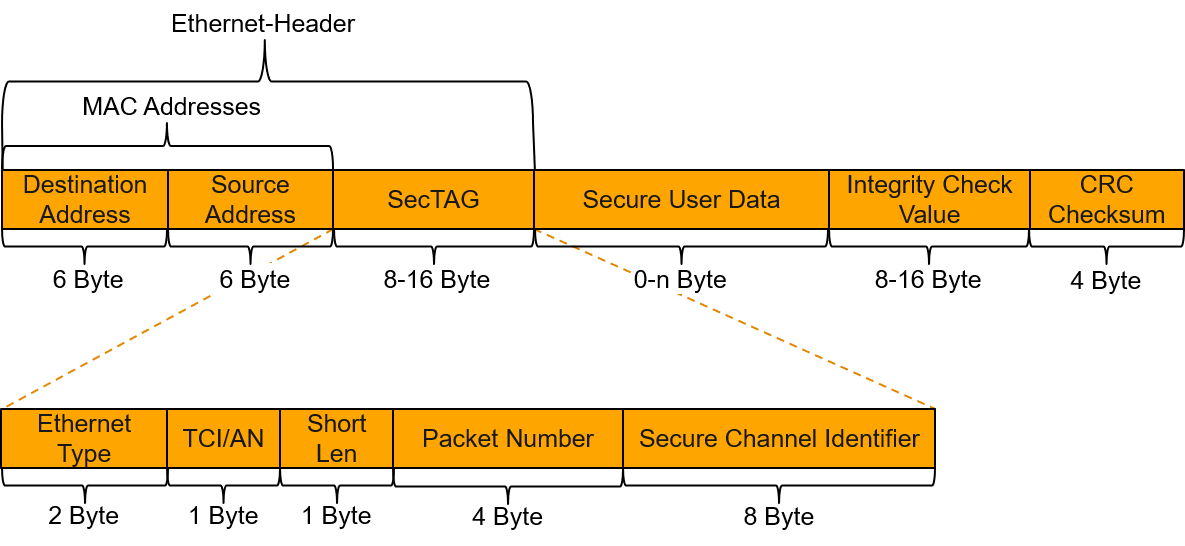 Ethernet-Header
MAC Addresses
Destination
Address
Source
Address
SecTAG
Secure User Data
Integrity Check
Value
CRC
Checksum
6 Byte
6 Byte
8-16 Byte
0-n Byte
8-16 Byte
4 Byte
Ethernet
Type
TCI/AN
Short
Len
Packet Number
Secure Channel Identifier
2 Byte
1 Byte
1 Byte
4 Byte
8 Byte